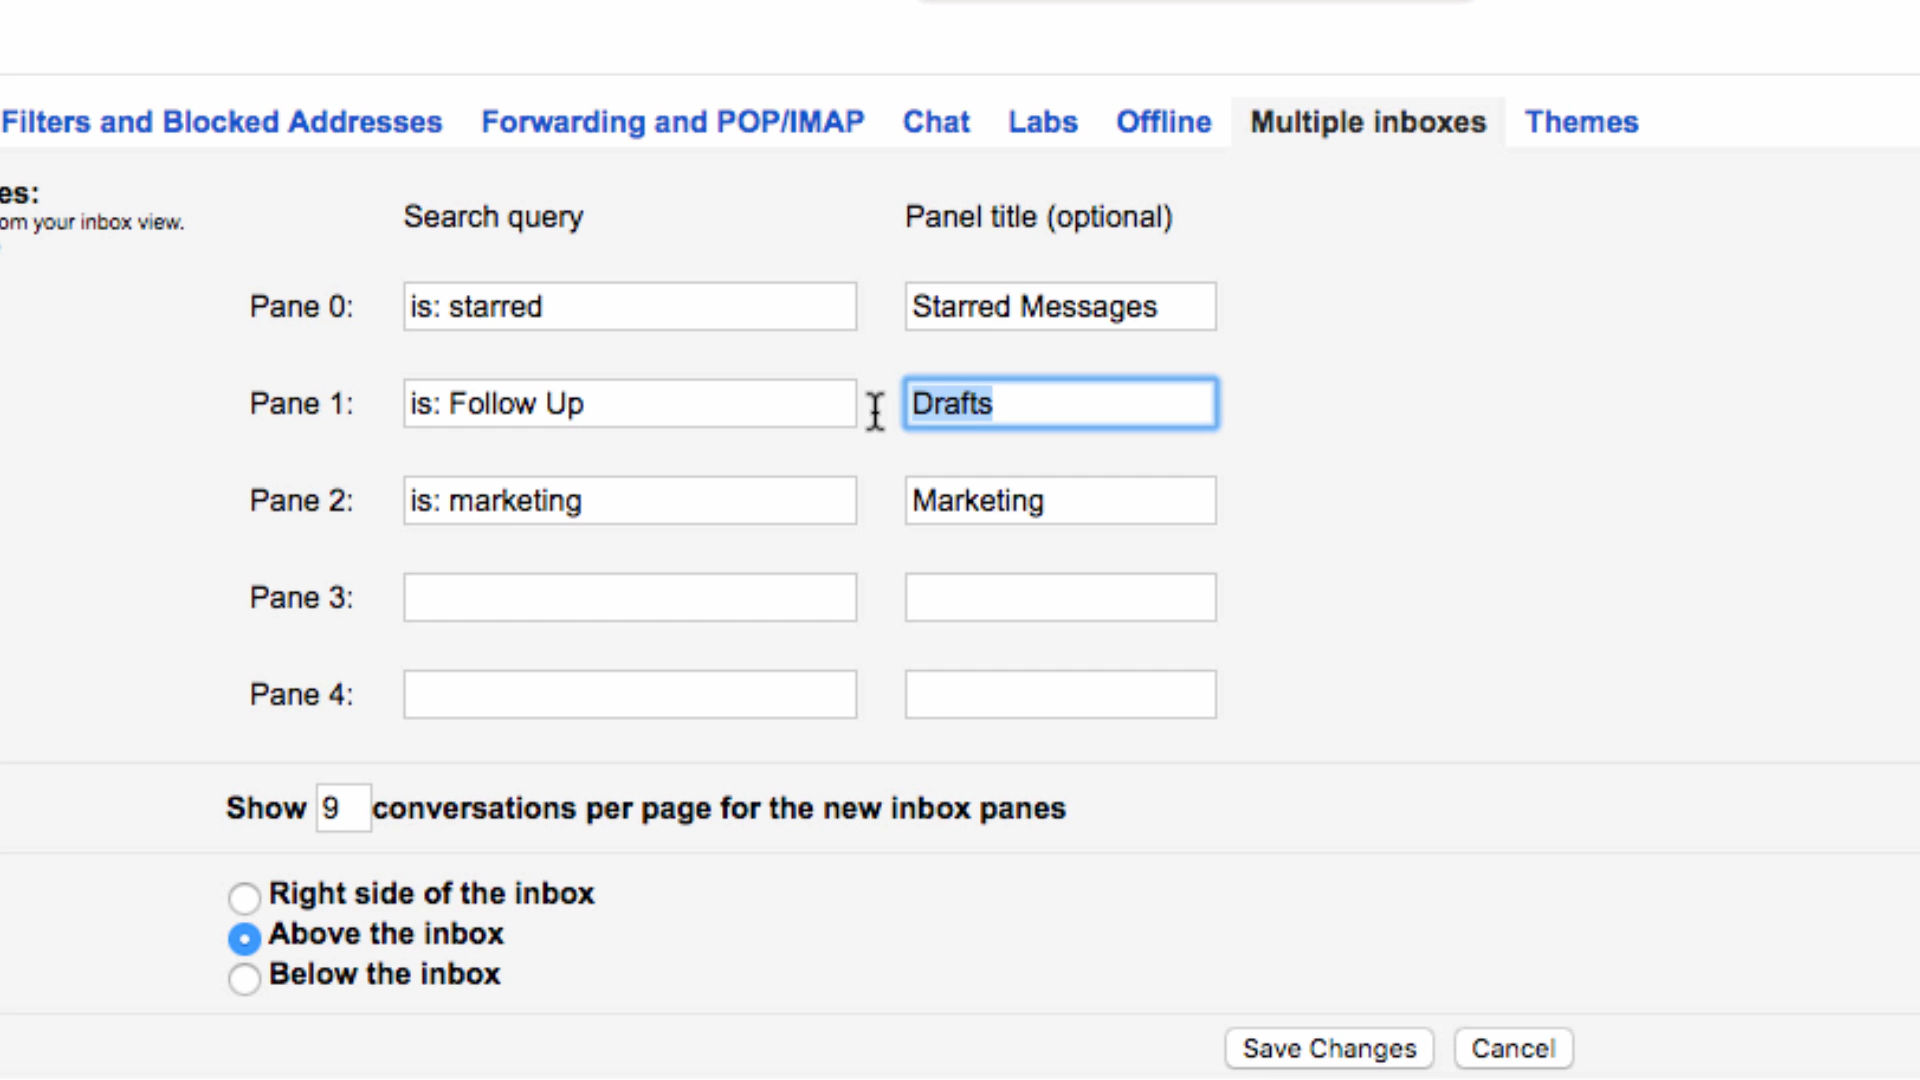 Filters and Blocked Addresses Forwarding and POP/IMAP Chat Labs Offline Multiple inboxes Themes
es:
om your inbox view.
Search query Panel title (optional)
Pane 0: is: starred Starred Messages
Pane 1: is: Follow Up Drafts
Pane 2: is: marketing Marketing
Pane 3:
Pane 4:
Show 9 conversations per page for the new inbox panes
Right side of the inbox
Above the inbox
Below the inbox
Save Changes Cancel